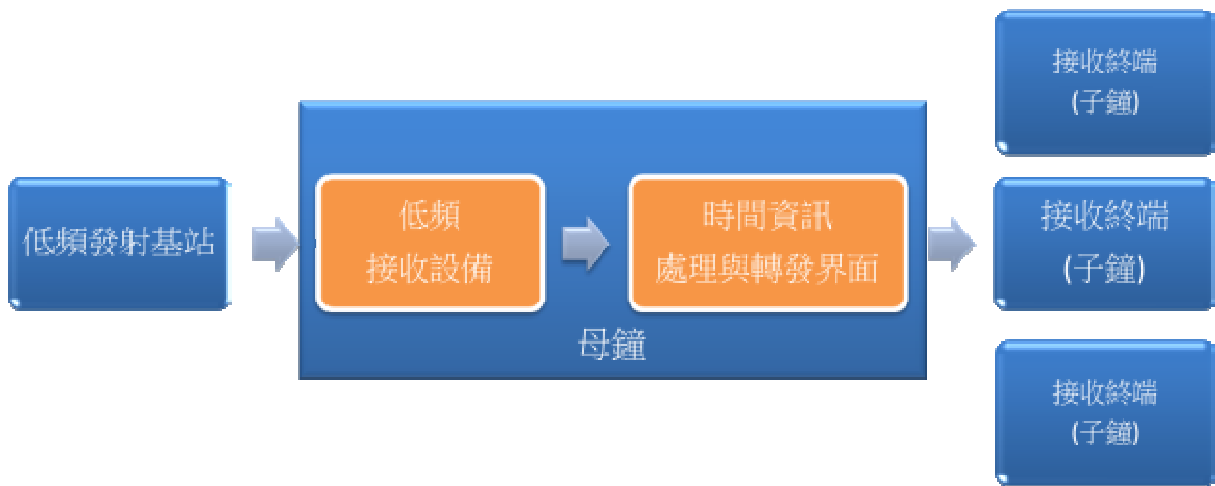 低頻發射基站
低頻
接收設備
時間資訊
處理與轉發界面
母鐘
接收終端
(子鐘)
接收終端
(子鐘)
接收終端
(子鐘)